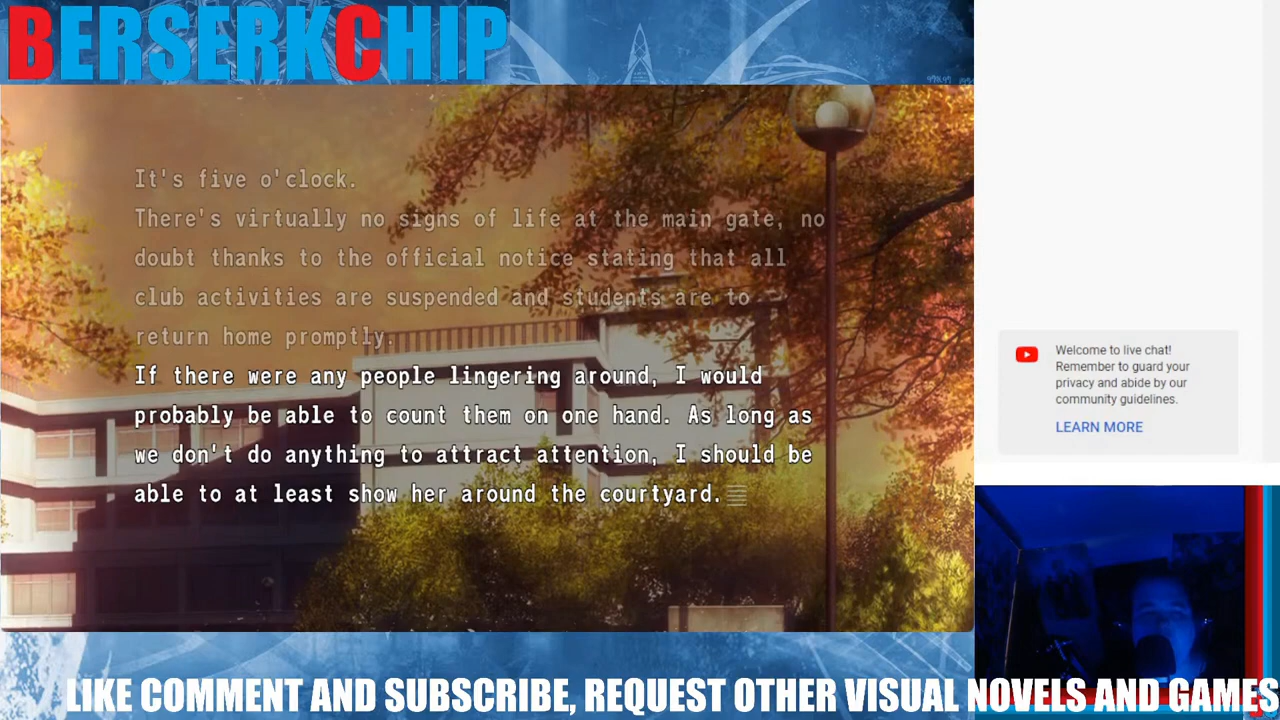 BERSERKCHIP
It's five o'clock.
There's virtually no signs of life at the main gate, no
doubt thanks to the official notice stating that all
club activities are suspended and students are to
return home promptly.
If there were any people lingering around, I would
probably be able to count them on one hand. As long as
we don't do anything to attract attention, I should be
able to at least show her around the courtyard.
Welcome to live chat!
Remember to guard your
privacy and abide by our
community guidelines.
LEARN MORE
LIKE COMMENT AND SUBSCRIBE, REQUEST OTHER VISUAL NOVELS AND GAMES